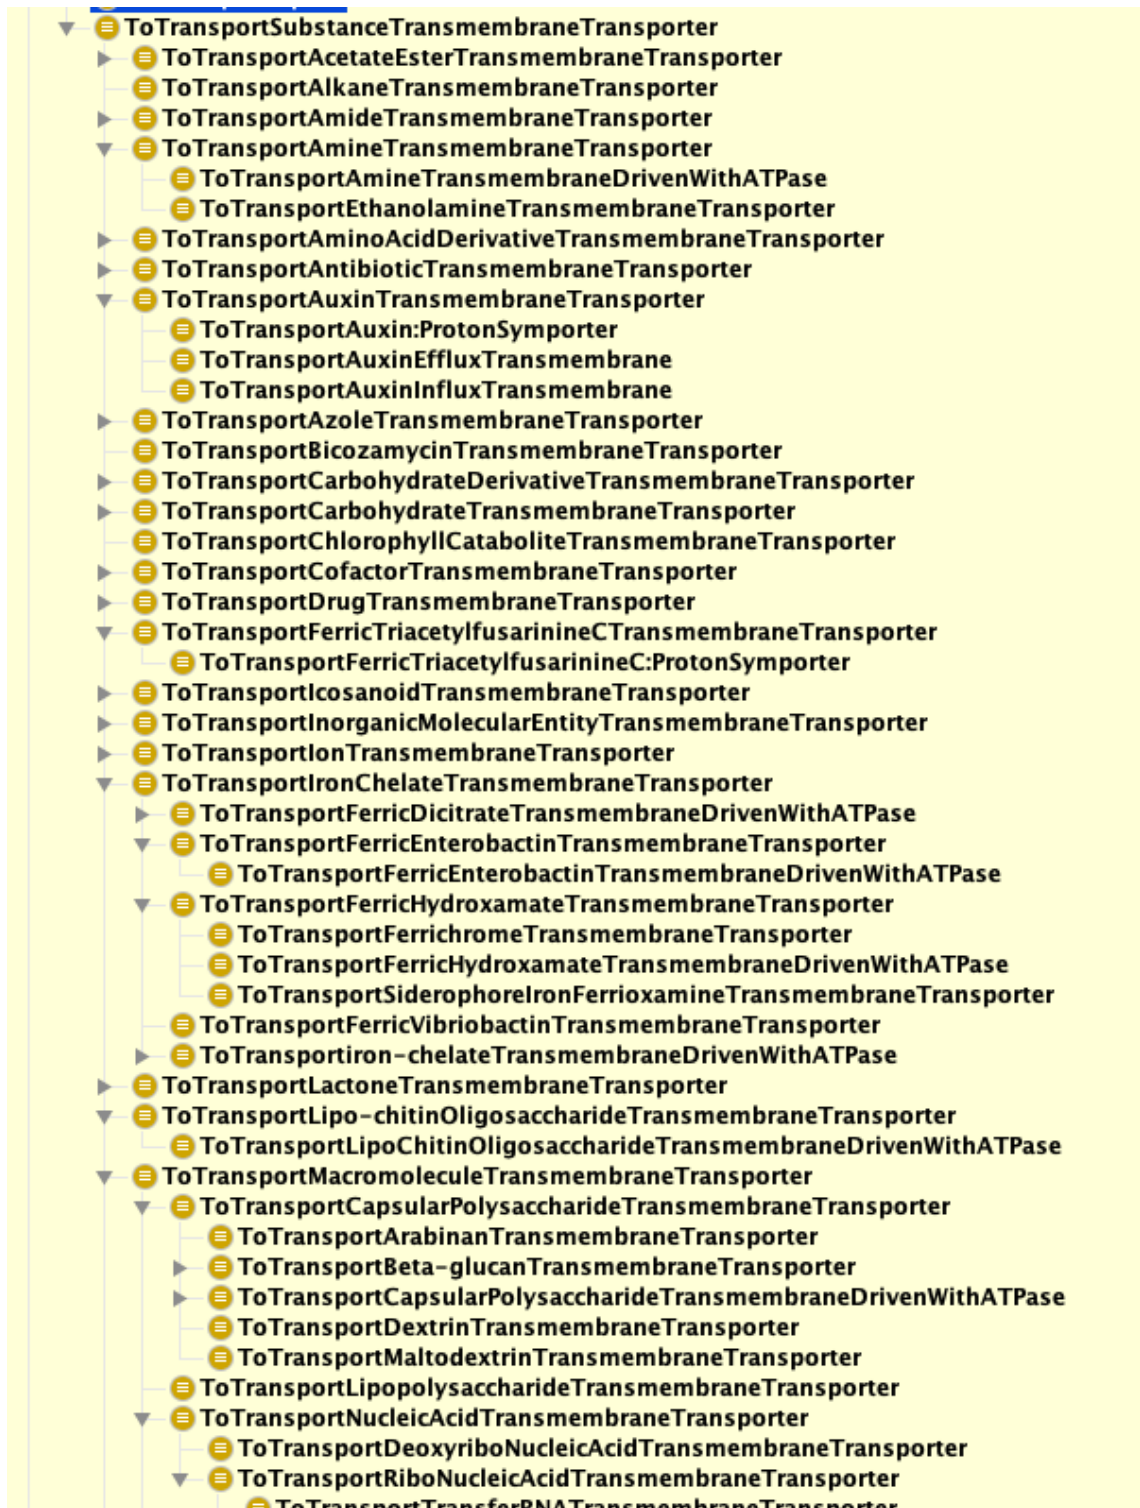 ToTransportSubstanceTransmembraneTransporter
ToTransportAcetateEsterTransmembraneTransporter
ToTransportAlkaneTransmembraneTransporter
ToTransportAmideTransmembraneTransporter
ToTransportAmineTransmembraneTransporter
ToTransportAmineTransmembraneDrivenWithATPase
ToTransportEthanolamineTransmembraneTransporter
ToTransportAminoAcidDerivativeTransmembraneTransporter
ToTransportAntibioticTransmembraneTransporter
ToTransportAuxinTransmembraneTransporter
ToTransportAuxin:ProtonSymporter
ToTransportAuxinEffluxTransmembrane
ToTransportAuxinInfluxTransmembrane
ToTransportAzoleTransmembraneTransporter
ToTransportBicozamycinTransmembraneTransporter
ToTransportCarbohydrateDerivativeTransmembraneTransporter
ToTransportCarbohydrateTransmembraneTransporter
ToTransportChlorophyllCataboliteTransmembraneTransporter
ToTransportCofactorTransmembraneTransporter
ToTransportDrugTransmembraneTransporter
ToTransportFerricTriacetylfusarinineCTransmembraneTransporter
ToTransportFerricTriacetylfusarinineC:ProtonSymporter
ToTransportIcosanoidTransmembraneTransporter
ToTransportInorganicMolecularEntityTransmembraneTransporter
ToTransportIonTransmembraneTransporter
ToTransportIronChelateTransmembraneTransporter
ToTransportFerricDicitrateTransmembraneDrivenWithATPase
ToTransportFerricEnterobactinTransmembraneTransporter
ToTransportFerricEnterobactinTransmembraneDrivenWithATPase
ToTransportFerricHydroxamateTransmembraneTransporter
ToTransportFerrichromeTransmembraneTransporter
ToTransportFerricHydroxamateTransmembraneDrivenWithATPase
ToTransportSiderophoreIronFerrioxamineTransmembraneTransporter
ToTransportFerricVibriobactinTransmembraneTransporter
ToTransportiron-chelateTransmembraneDrivenWithATPase
ToTransportLactoneTransmembraneTransporter
ToTransportLipo-chitinOligosaccharideTransmembraneTransporter
ToTransportLipoChitinOligosaccharideTransmembraneDrivenWithATPase
ToTransportMacromoleculeTransmembraneTransporter
ToTransportCapsularPolysaccharideTransmembraneTransporter
ToTransportArabinanTransmembraneTransporter
ToTransportBeta-glucanTransmembraneTransporter
ToTransportCapsularPolysaccharideTransmembraneDrivenWithATPase
ToTransportDextrinTransmembraneTransporter
ToTransportMaltodextrinTransmembraneTransporter
ToTransportLipopolysaccharideTransmembraneTransporter
ToTransportNucleicAcidTransmembraneTransporter
ToTransportDeoxyriboNucleicAcidTransmembraneTransporter
ToTransportRiboNucleicAcidTransmembraneTransporter
ToTransportTransferRNATransmembraneTransporter